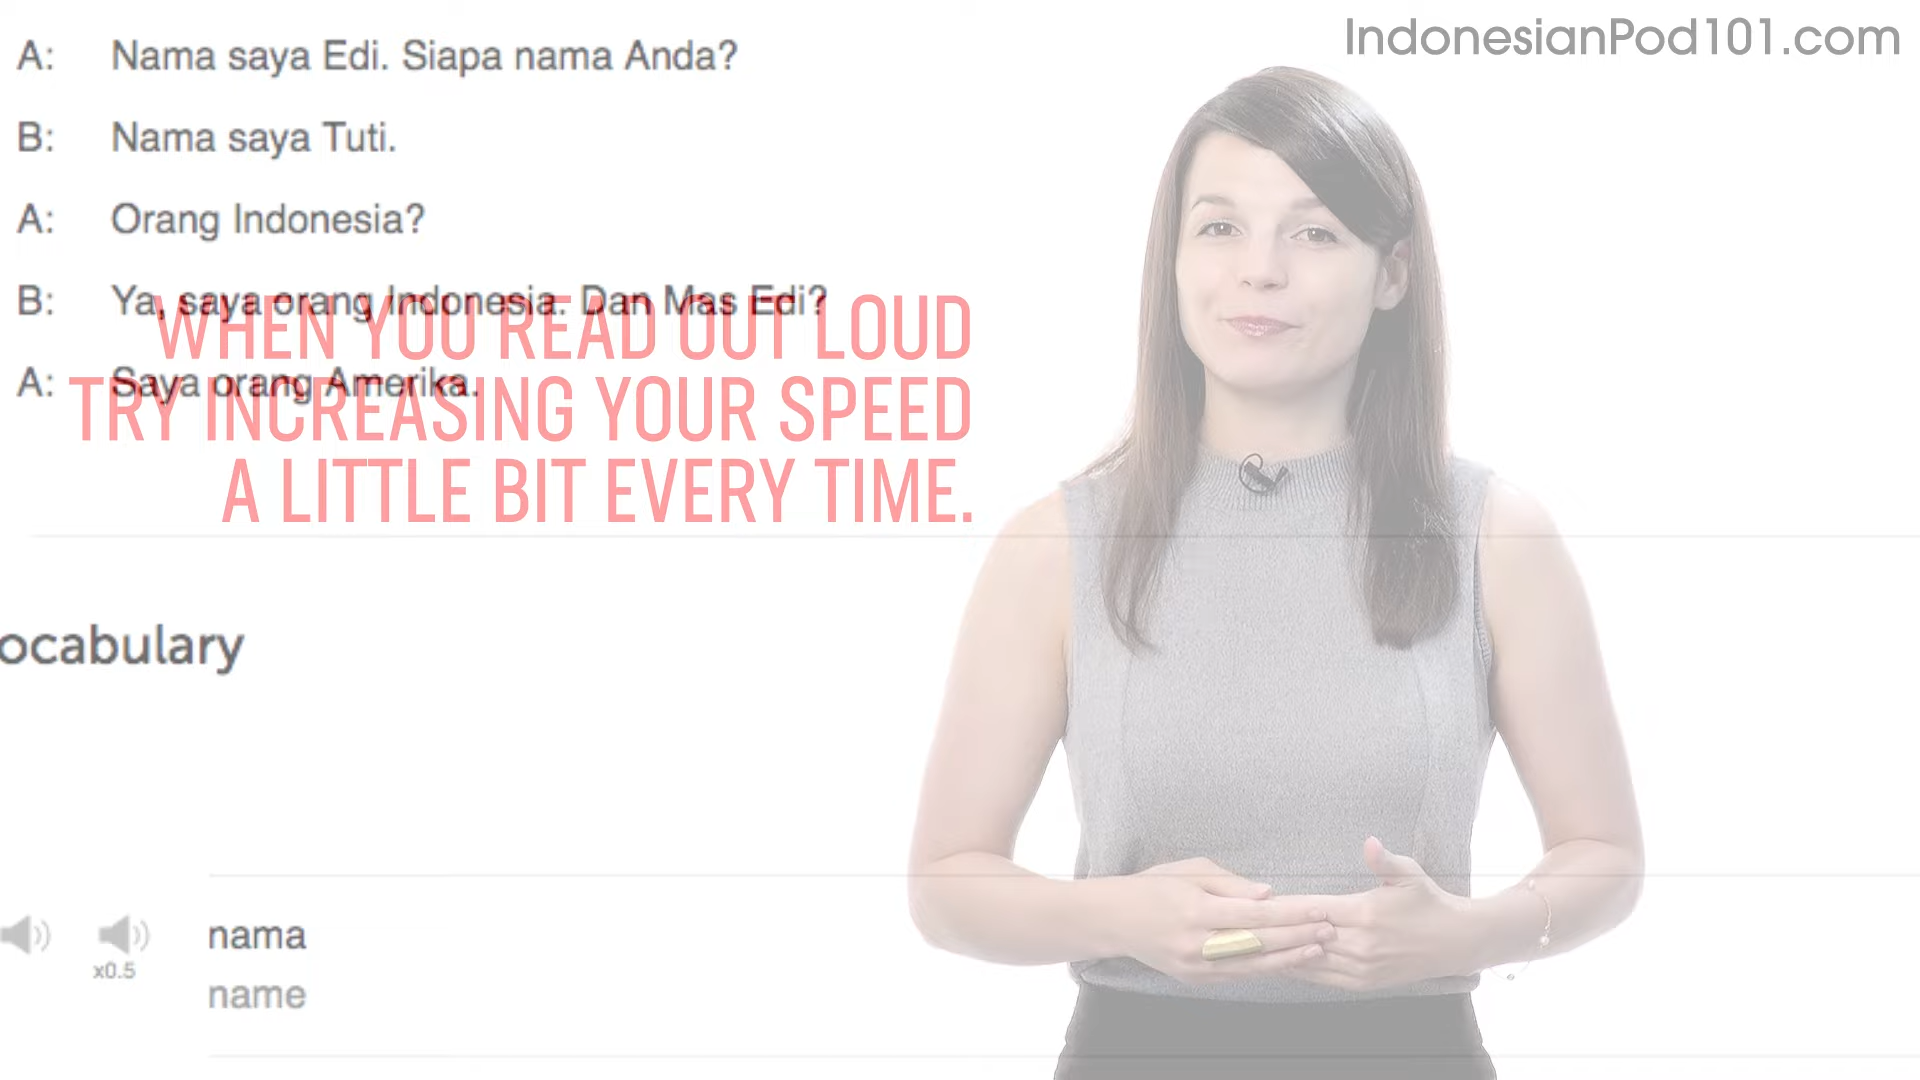 IndonesianPod101.com
A: Nama saya Edi. Siapa nama Anda?
B: Nama saya Tuti.
A: Orang Indonesia?
B: Ya, saya orang Indonesia. Dan Mas Edi?
A: Saya orang Amerika.
WHEN YOU READ OUT LOUD
TRY INCREASING YOUR SPEED
A LITTLE BIT EVERY TIME.
ocabulary
nama
x0.5
name